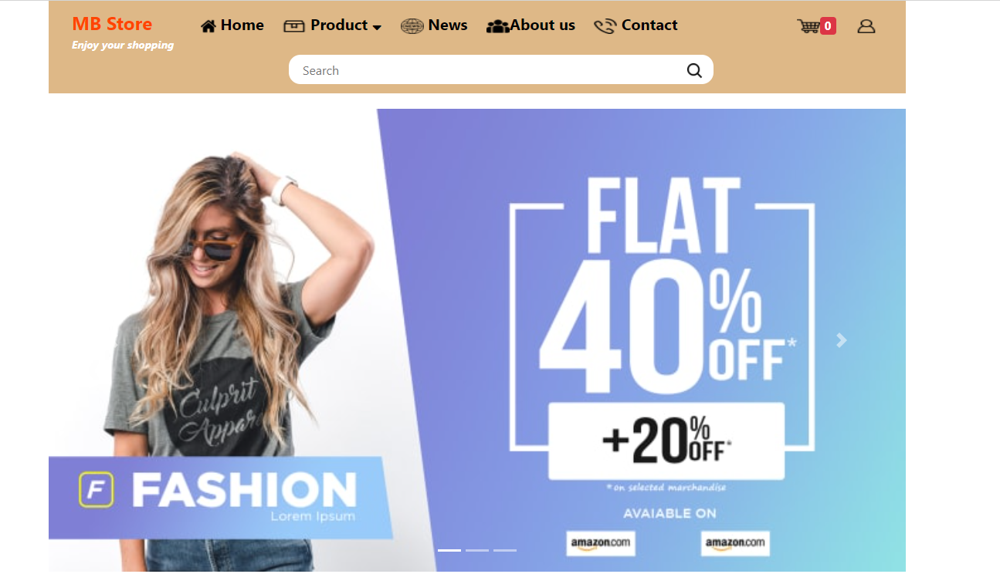 MB Store
Enjoy your shopping
Home
Product
News
About us
Contact
0
Search
FLAT
40%
OFF*
+20%
OFF*
*on selected marchandise
AVAIABLE ON
amazon.com
amazon.com
Culprit
Apparel
F
FASHION
Lorem Ipsum